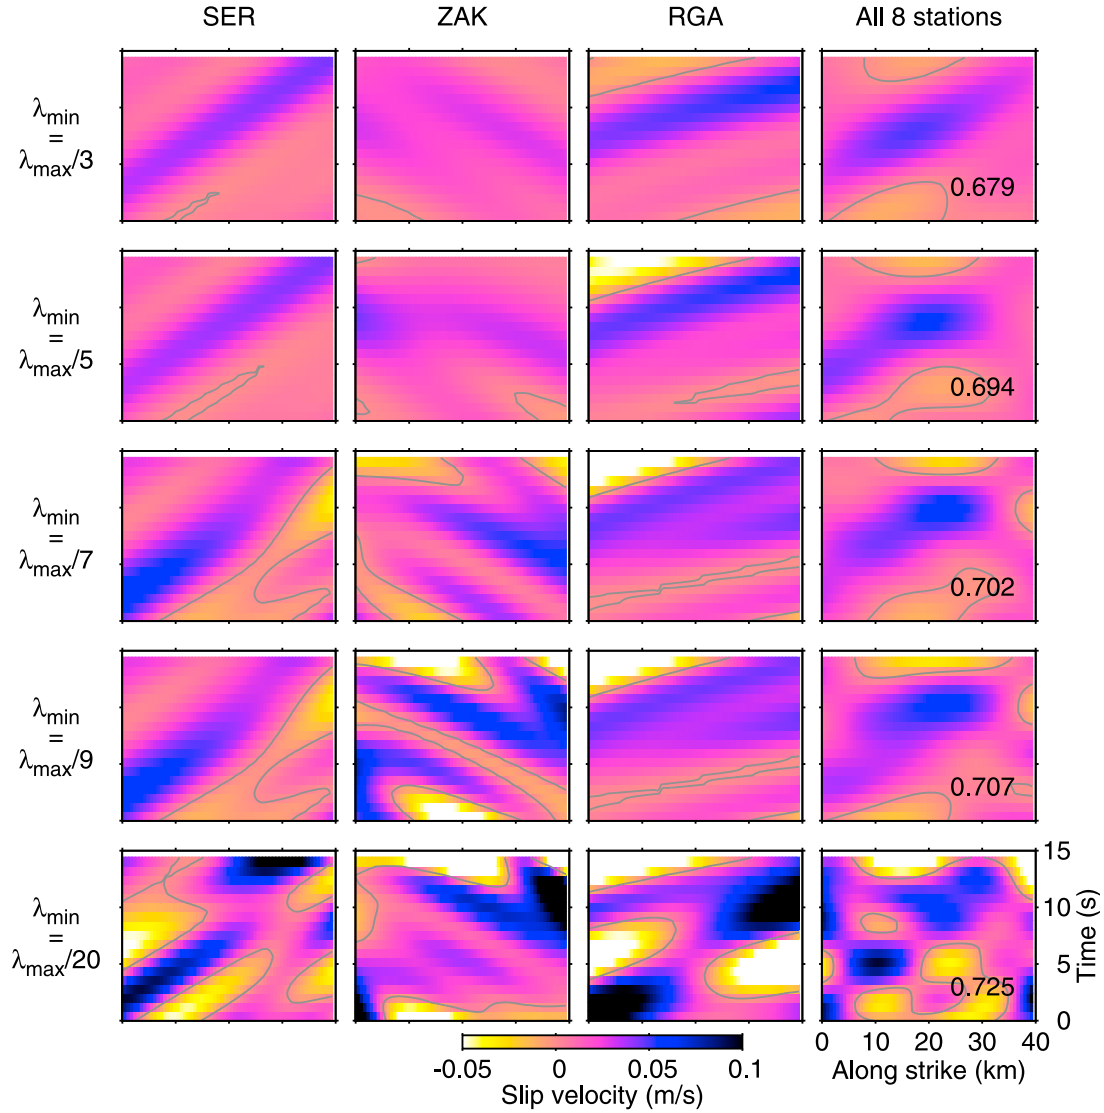 SER ZAK RGA All 8 stations
λmin
=
λmax/3
0.679
λmin
=
λmax/5
0.694
λmin
=
λmax/7
0.702
λmin
=
λmax/9
0.707
λmin
=
λmax/20
0.725
15
10
5
0
Time (s)
0 10 20 30 40
Along strike (km)
-0.05 0 0.05 0.1
Slip velocity (m/s)